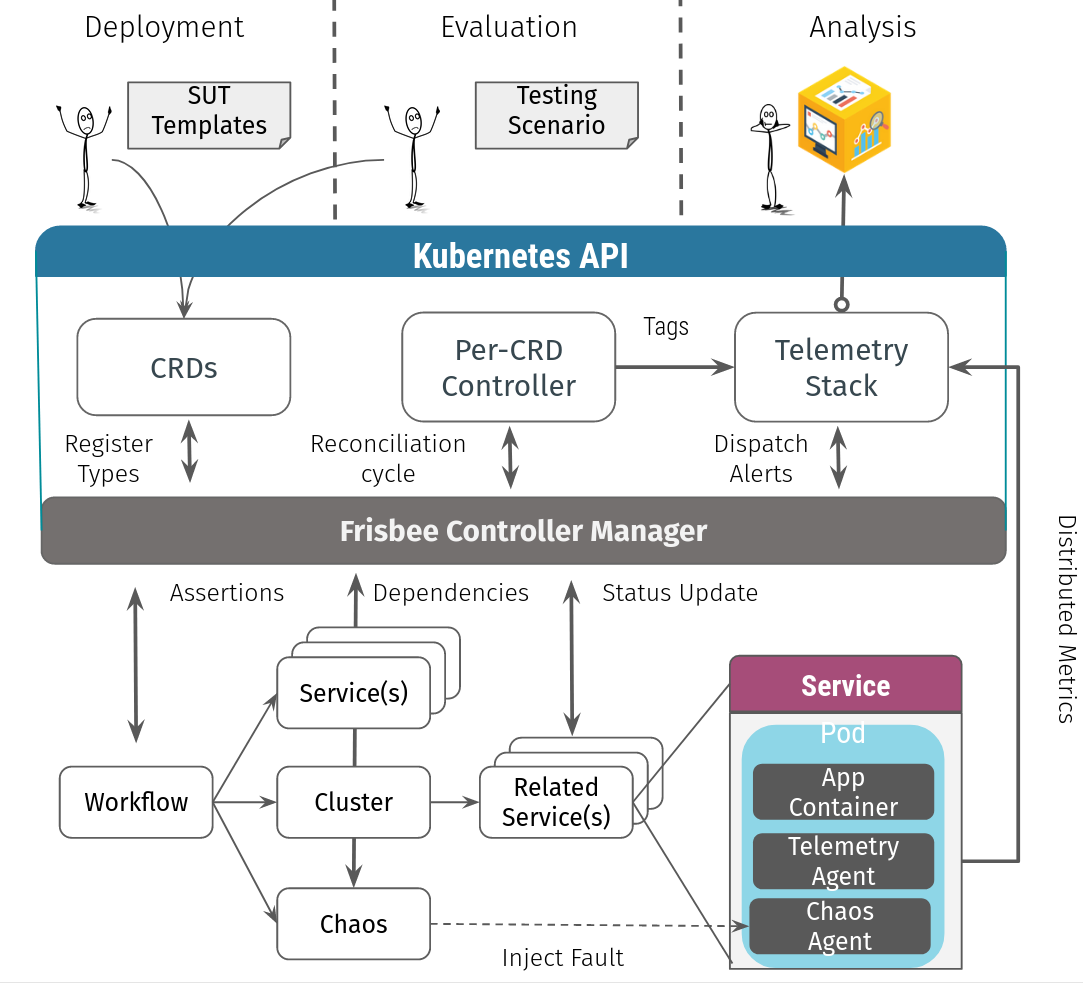 Deployment
Evaluation
Analysis
SUT
Templates
Testing
Scenario
Kubernetes API
CRDs
Per-CRD
Controller
Tags
Telemetry
Stack
Register
Types
Reconciliation
cycle
Dispatch
Alerts
Frisbee Controller Manager
Distributed Metrics
Assertions
Dependencies
Status Update
Service(s)
Workflow
Cluster
Related
Service(s)
Chaos
Inject Fault
Service
Pod
App
Container
Telemetry
Agent
Chaos
Agent